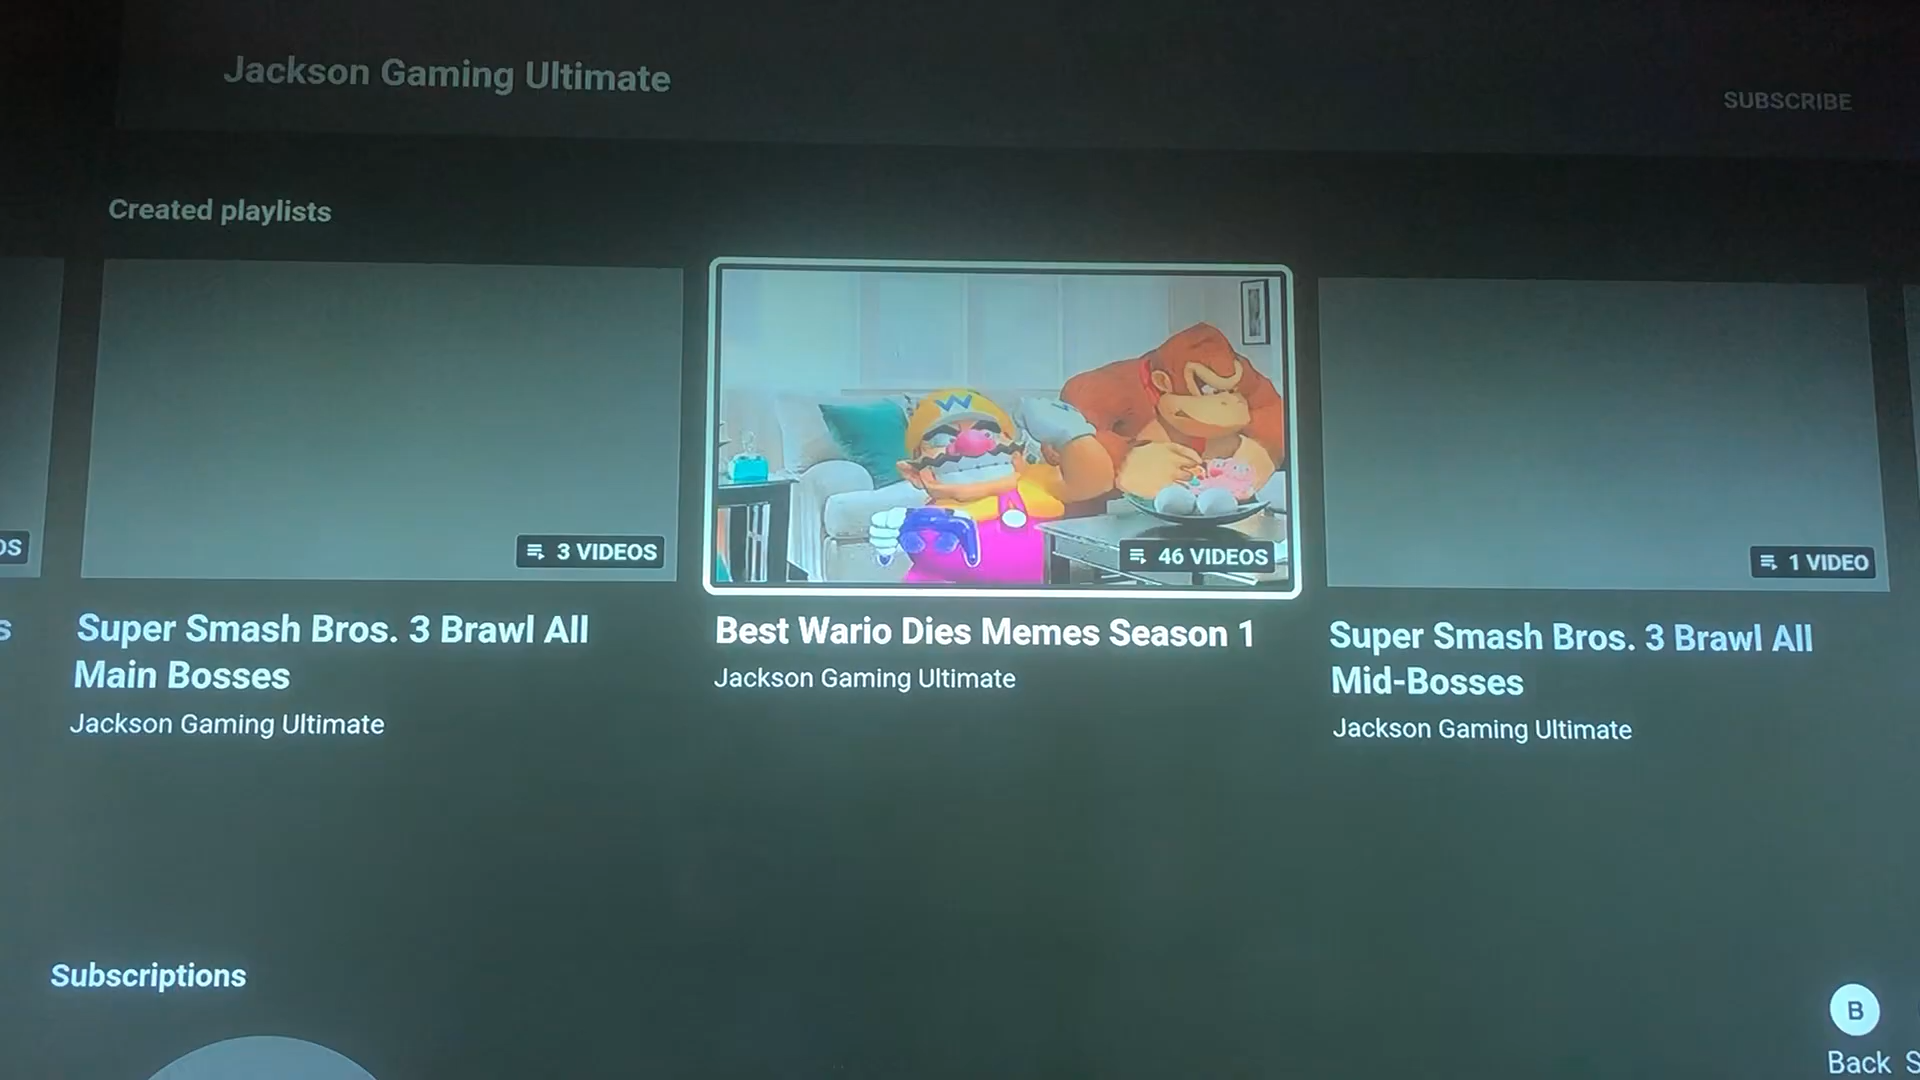 Jackson Gaming Ultimate
SUBSCRIBE
Created playlists
OS
3 VIDEOS
46 VIDEOS
1 VIDEO
s
Super Smash Bros. 3 Brawl All
Main Bosses
Jackson Gaming Ultimate
Best Wario Dies Memes Season 1
Jackson Gaming Ultimate
Super Smash Bros. 3 Brawl All
Mid-Bosses
Jackson Gaming Ultimate
Subscriptions
B
Back S
W